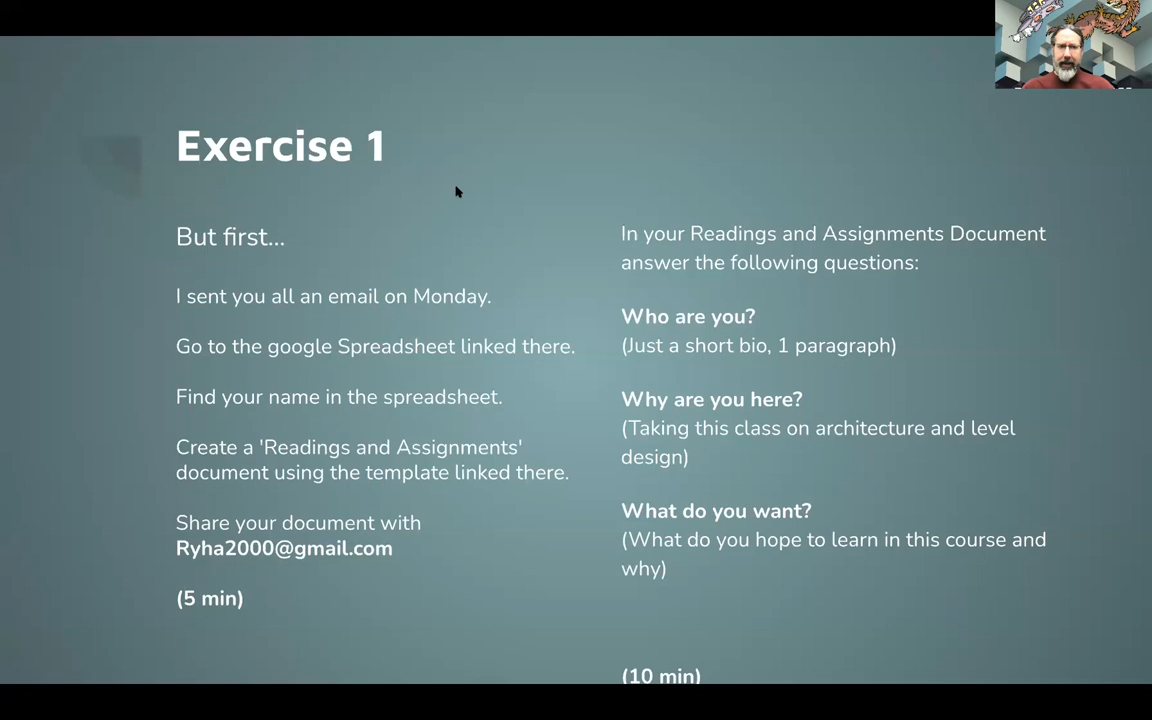 Exercise 1
But first...
I sent you all an email on Monday.
Go to the google Spreadsheet linked there.
Find your name in the spreadsheet.
Create a 'Readings and Assignments'
document using the template linked there.
Share your document with
Ryha2000@gmail.com
(5 min)
In your Readings and Assignments Document
answer the following questions:
Who are you?
(Just a short bio, 1 paragraph)
Why are you here?
(Taking this class on architecture and level
design)
What do you want?
(What do you hope to learn in this course and
why)
(10 min)